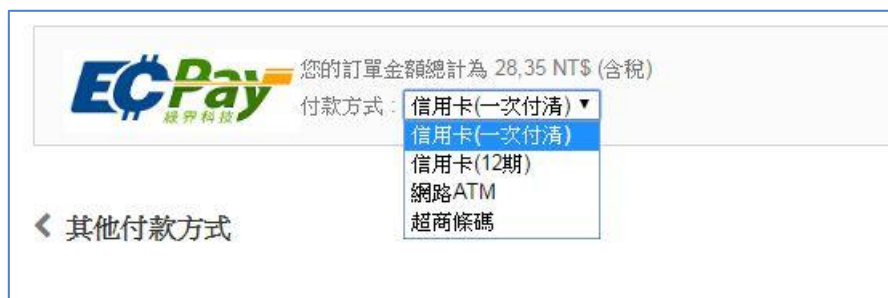 ECPay
綠界科技
您的訂單金額總計為 28,35 NT$ (含稅)
付款方式 : 信用卡(一次付清) ▼
信用卡(一次付清)
信用卡(12期)
網路ATM
超商條碼
其他付款方式